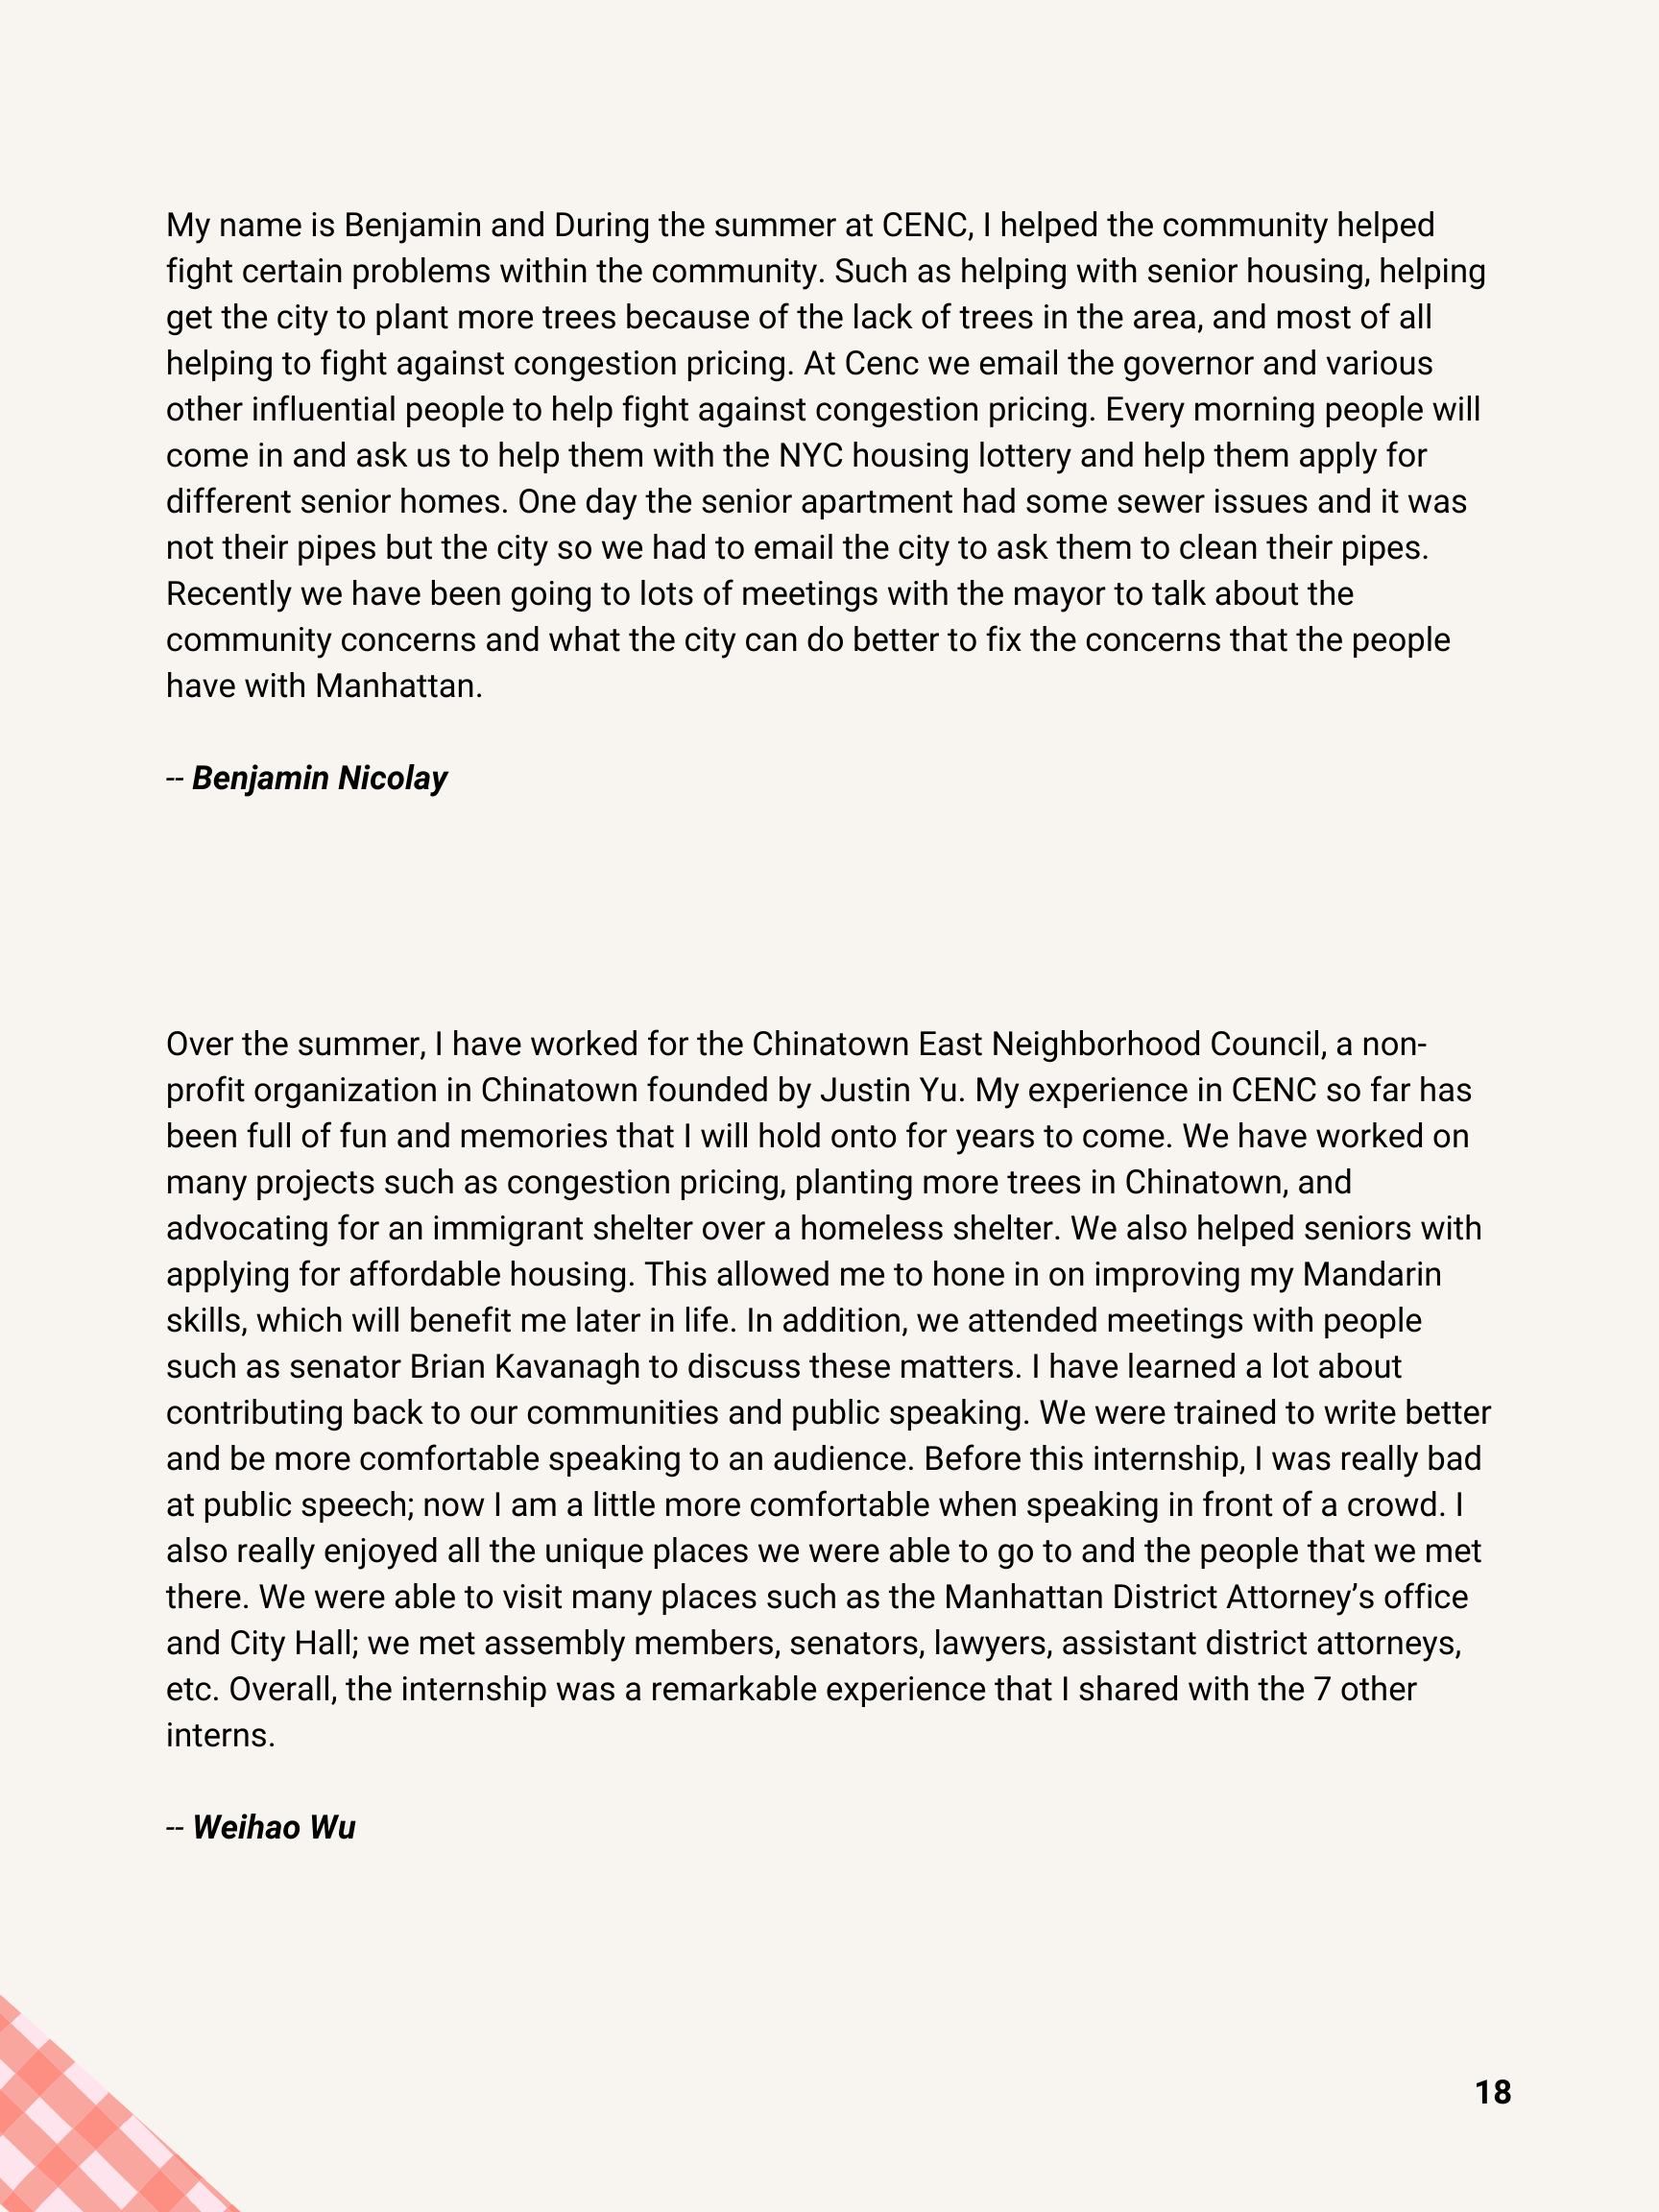 My name is Benjamin and During the summer at CENC, I helped the community helped
fight certain problems within the community. Such as helping with senior housing, helping
get the city to plant more trees because of the lack of trees in the area, and most of all
helping to fight against congestion pricing. At Cenc we email the governor and various
other influential people to help fight against congestion pricing. Every morning people will
come in and ask us to help them with the NYC housing lottery and help them apply for
different senior homes. One day the senior apartment had some sewer issues and it was
not their pipes but the city so we had to email the city to ask them to clean their pipes.
Recently we have been going to lots of meetings with the mayor to talk about the
community concerns and what the city can do better to fix the concerns that the people
have with Manhattan.
-- Benjamin Nicolay
Over the summer, I have worked for the Chinatown East Neighborhood Council, a non-
profit organization in Chinatown founded by Justin Yu. My experience in CENC so far has
been full of fun and memories that I will hold onto for years to come. We have worked on
many projects such as congestion pricing, planting more trees in Chinatown, and
advocating for an immigrant shelter over a homeless shelter. We also helped seniors with
applying for affordable housing. This allowed me to hone in on improving my Mandarin
skills, which will benefit me later in life. In addition, we attended meetings with people
such as senator Brian Kavanagh to discuss these matters. I have learned a lot about
contributing back to our communities and public speaking. We were trained to write better
and be more comfortable speaking to an audience. Before this internship, I was really bad
at public speech; now I am a little more comfortable when speaking in front of a crowd. I
also really enjoyed all the unique places we were able to go to and the people that we met
there. We were able to visit many places such as the Manhattan District Attorney’s office
and City Hall; we met assembly members, senators, lawyers, assistant district attorneys,
etc. Overall, the internship was a remarkable experience that I shared with the 7 other
interns.
-- Weihao Wu
18